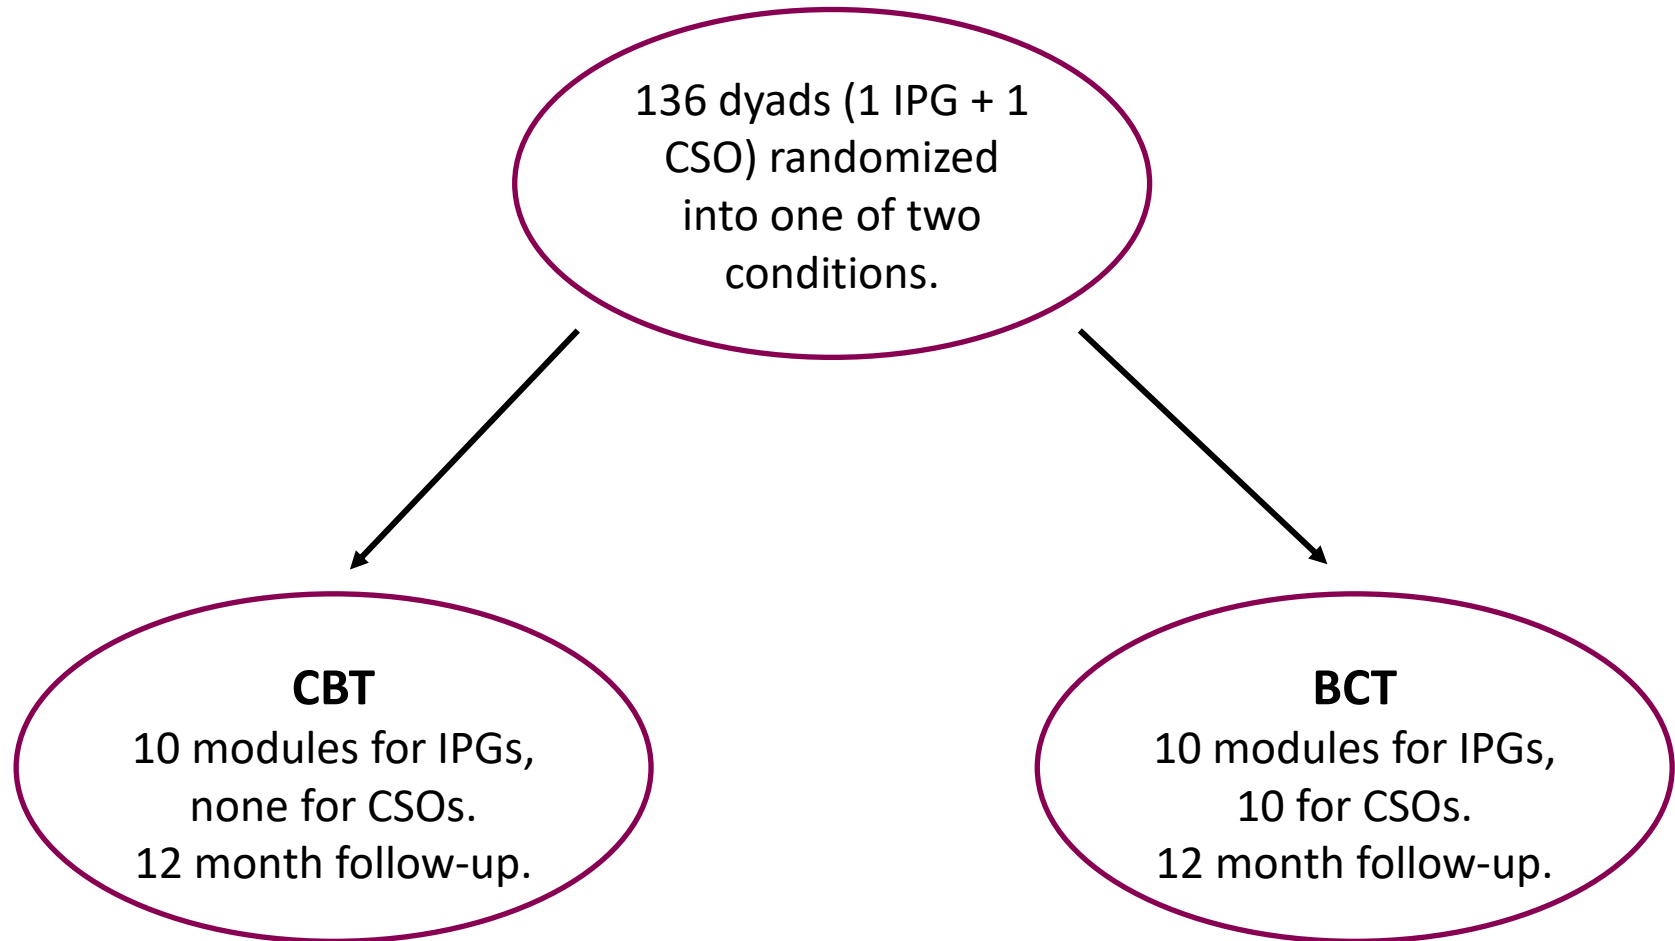 136 dyads (1 IPG + 1
CSO) randomized
into one of two
conditions.
CBT
10 modules for IPGs,
none for CSOs.
12 month follow-up.
BCT
10 modules for IPGs,
10 for CSOs.
12 month follow-up.